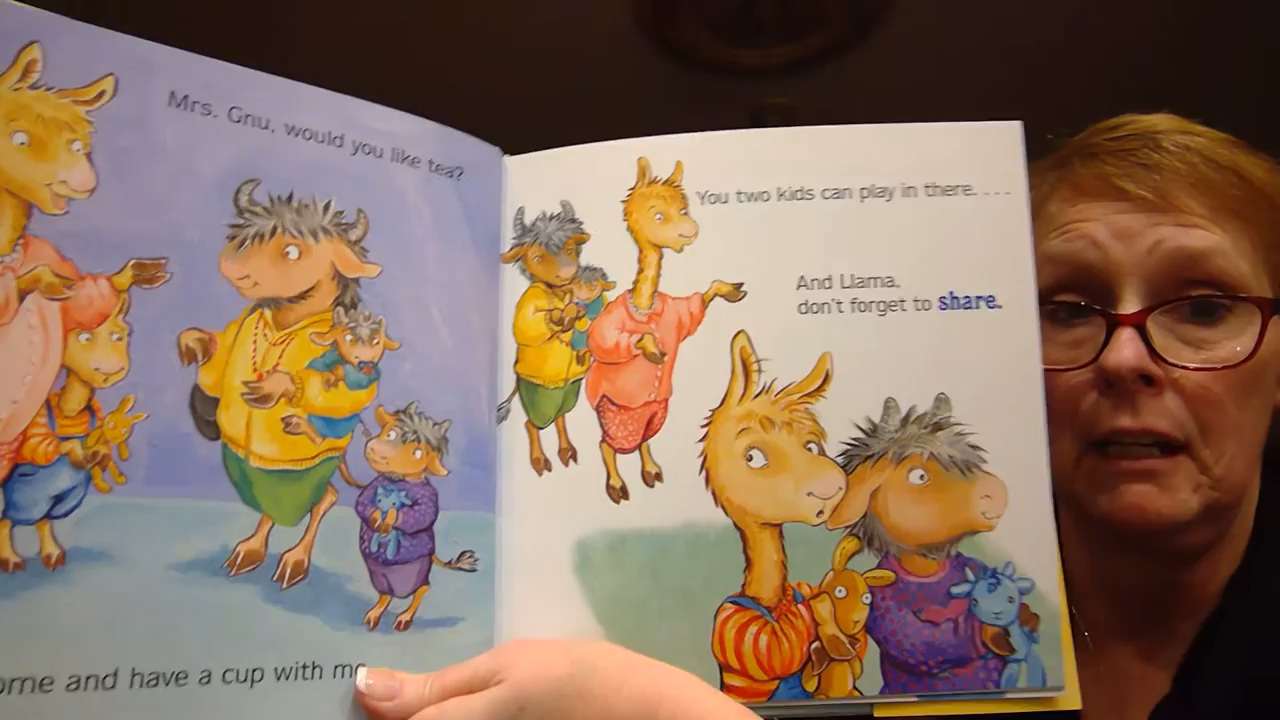 Mrs. Gnu, would you like tea?
ome and have a cup with me
You two kids can play in there. . . .
And Llama,
don't forget to share.